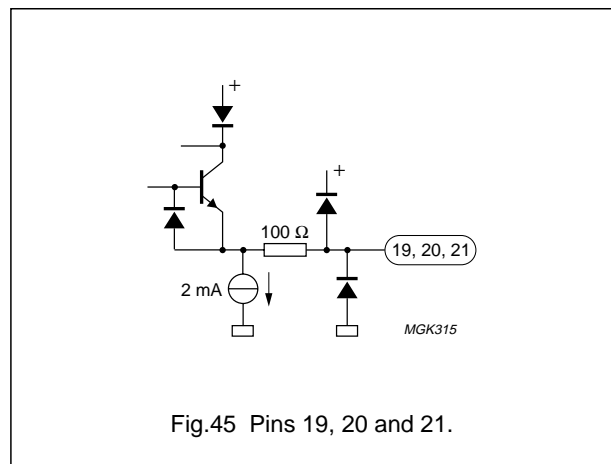 +
+
100 Ω
19, 20, 21
2 mA
MGK315
Fig.45 Pins 19, 20 and 21.